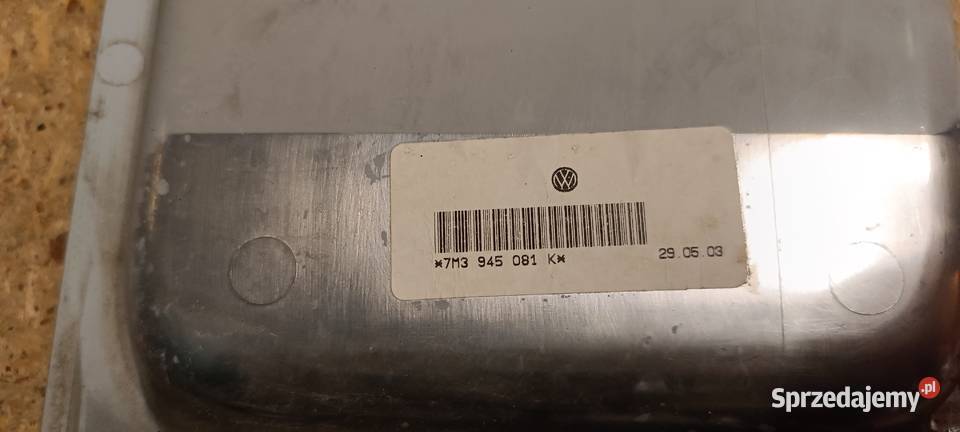 VW
*7M3 945 081 K*
29.05.03
Sprzedajemy.pl